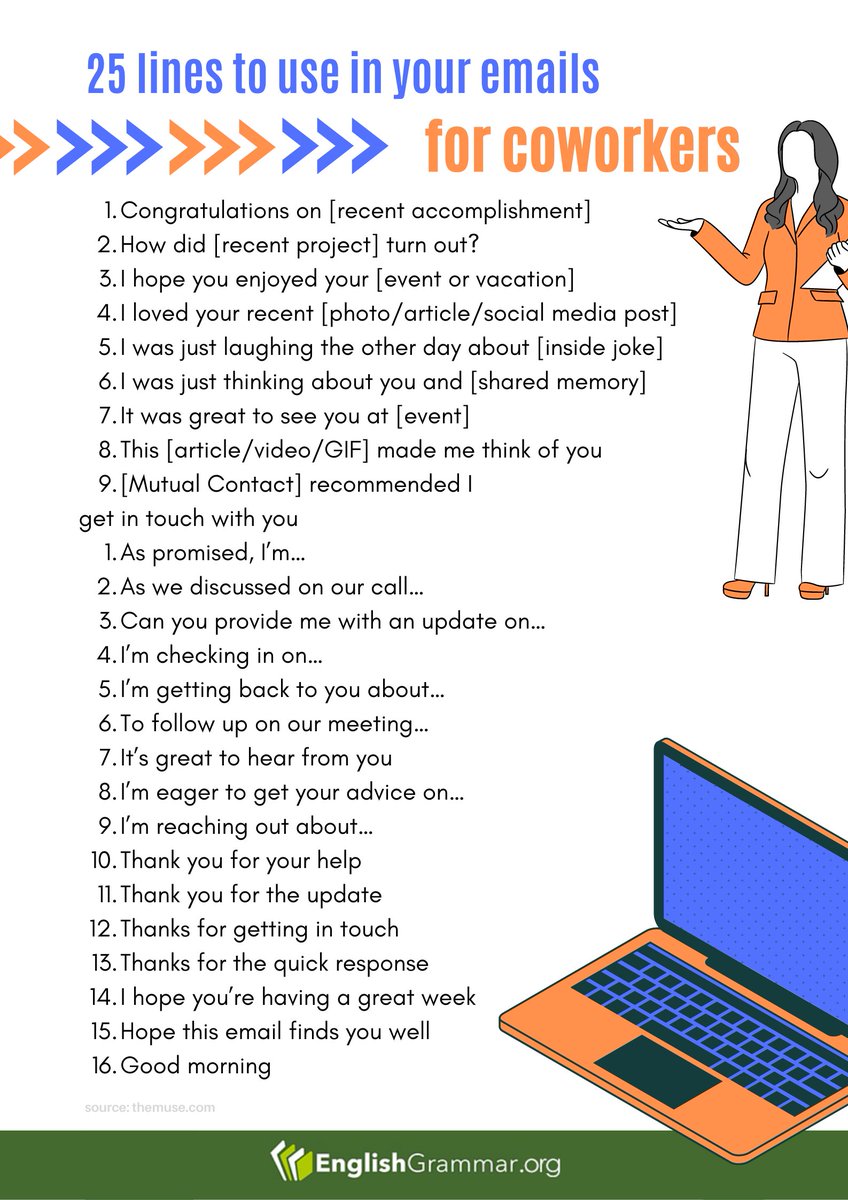 25 lines to use in your emails
for coworkers
1. Congratulations on [recent accomplishment]
2. How did [recent project] turn out?
3. I hope you enjoyed your [event or vacation]
4. I loved your recent [photo/article/social media post]
5. I was just laughing the other day about [inside joke]
6. I was just thinking about you and [shared memory]
7. It was great to see you at [event]
8. This [article/video/GIF] made me think of you
9. [Mutual Contact] recommended I
get in touch with you
1. As promised, I’m…
2. As we discussed on our call…
3. Can you provide me with an update on…
4. I’m checking in on…
5. I’m getting back to you about…
6. To follow up on our meeting…
7. It’s great to hear from you
8. I’m eager to get your advice on…
9. I’m reaching out about…
10. Thank you for your help
11. Thank you for the update
12. Thanks for getting in touch
13. Thanks for the quick response
14. I hope you’re having a great week
15. Hope this email finds you well
16. Good morning
source: themuse.com
EnglishGrammar.org